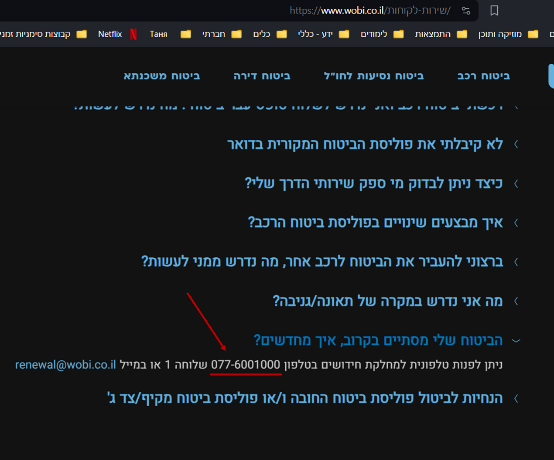 https://www.wobi.co.il/שירות-לקוחות/
מוזיקה ותוכן התמצאות לימודים ידע - כללי כלים חברתי Таня Netflix קבוצות סימניות זמני
ביטוח רכב ביטוח נסיעות לחו"ל ביטוח דירה ביטוח משכנתא
לא קיבלתי את פוליסת הביטוח המקורית בדואר
כיצד ניתן לבדוק מי ספק שירותי הדרך שלי?
איך מבצעים שינויים בפוליסת ביטוח הרכב?
ברצוני להעביר את הביטוח לרכב אחר, מה נדרש ממני לעשות?
מה אני נדרש במקרה של תאונה/גניבה?
הביטוח שלי מסתיים בקרוב, איך מחדשים?
ניתן לפנות טלפונית למחלקת חידושים בטלפון 077-6001000 שלוחה 1 או במייל renewal@wobi.co.il
הנחיות לביטול פוליסת ביטוח החובה ו/או פוליסת ביטוח מקיף/צד ג'